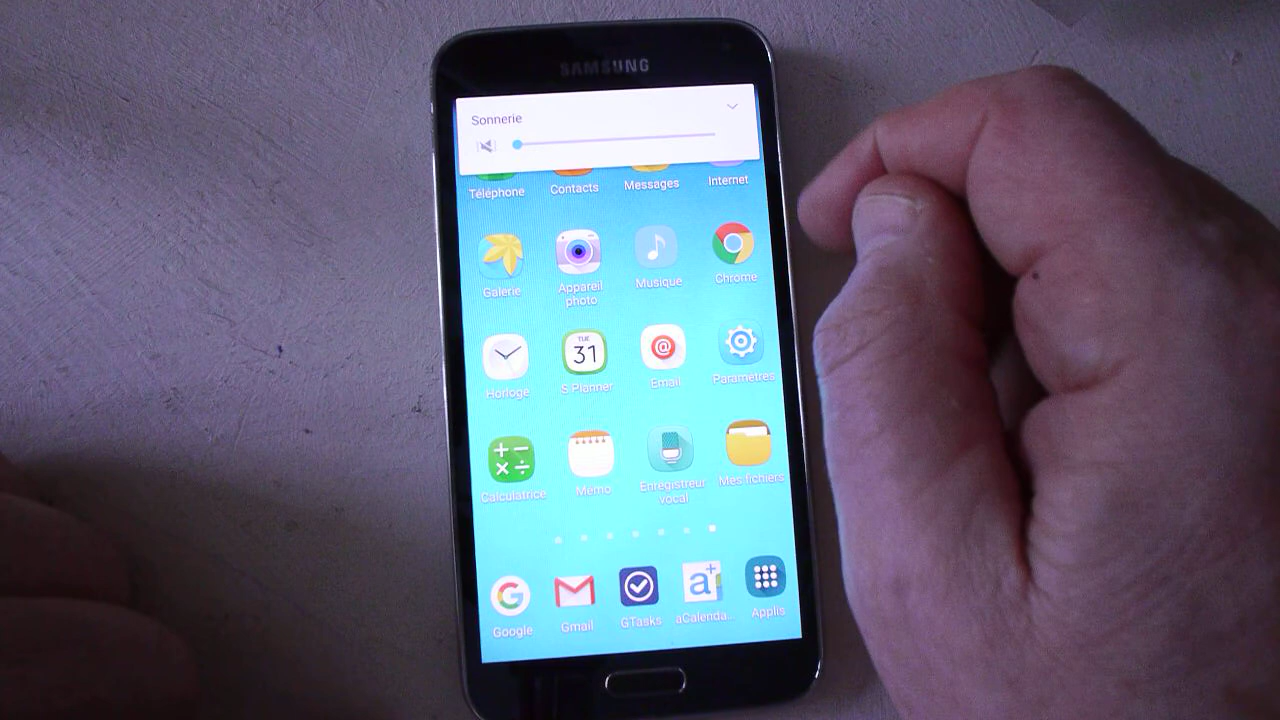 SAMSUNG
Sonnerie
Téléphone Contacts Messages Internet
Galerie Appareil photo Musique Chrome
TUE
31
Horloge S Planner Email Paramètres
Calculatrice Mémo Enregistreur vocal Mes fichiers
Google Gmail GTasks aCalenda.. Applis